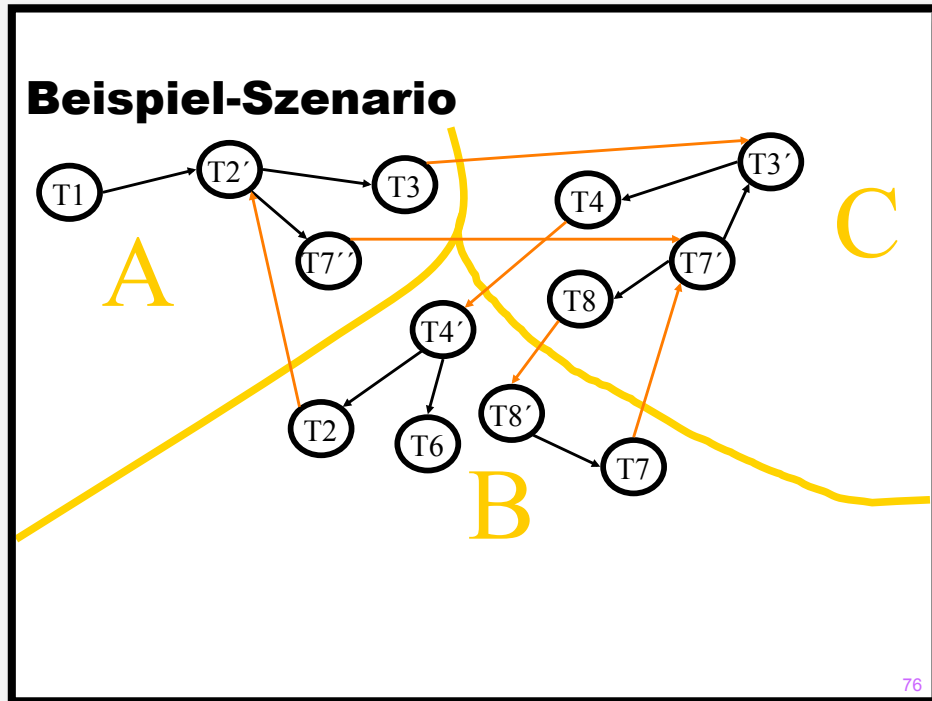 Beispiel-Szenario
T1
T2´
T3
T3´
T4
T7´´
T7´
C
A
T8
T4´
T2
T6
T8´
T7
B
76